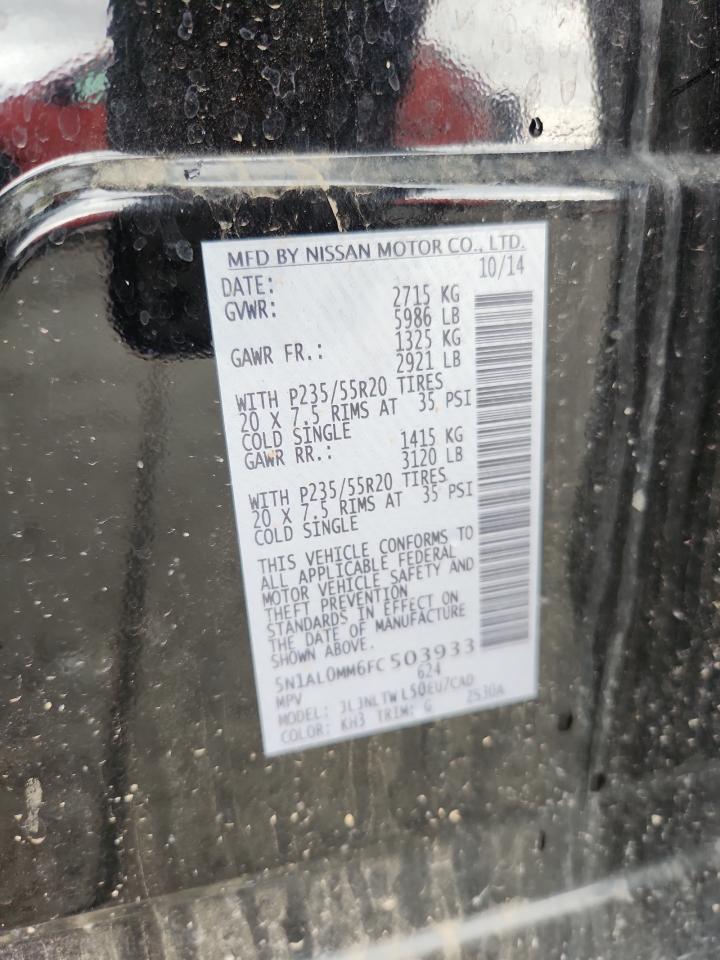 MFD BY NISSAN MOTOR CO., LTD.
DATE: 10/14
GVWR: 2715 KG
5986 LB
GAWR FR.: 1325 KG
2921 LB
WITH P235/55R20 TIRES
20 X 7.5 RIMS AT 35 PSI
COLD SINGLE
GAWR RR.: 1415 KG
3120 LB
WITH P235/55R20 TIRES
20 X 7.5 RIMS AT 35 PSI
COLD SINGLE
THIS VEHICLE CONFORMS TO
ALL APPLICABLE FEDERAL
MOTOR VEHICLE SAFETY AND
THEFT PREVENTION
STANDARDS IN EFFECT ON
THE DATE OF MANUFACTURE
SHOWN ABOVE.
5N1AL0MM6FC503933
MPV 624
MODEL: JLJNLTWL50EU7CAD
COLOR: KH3 TRIM: G ZS30A